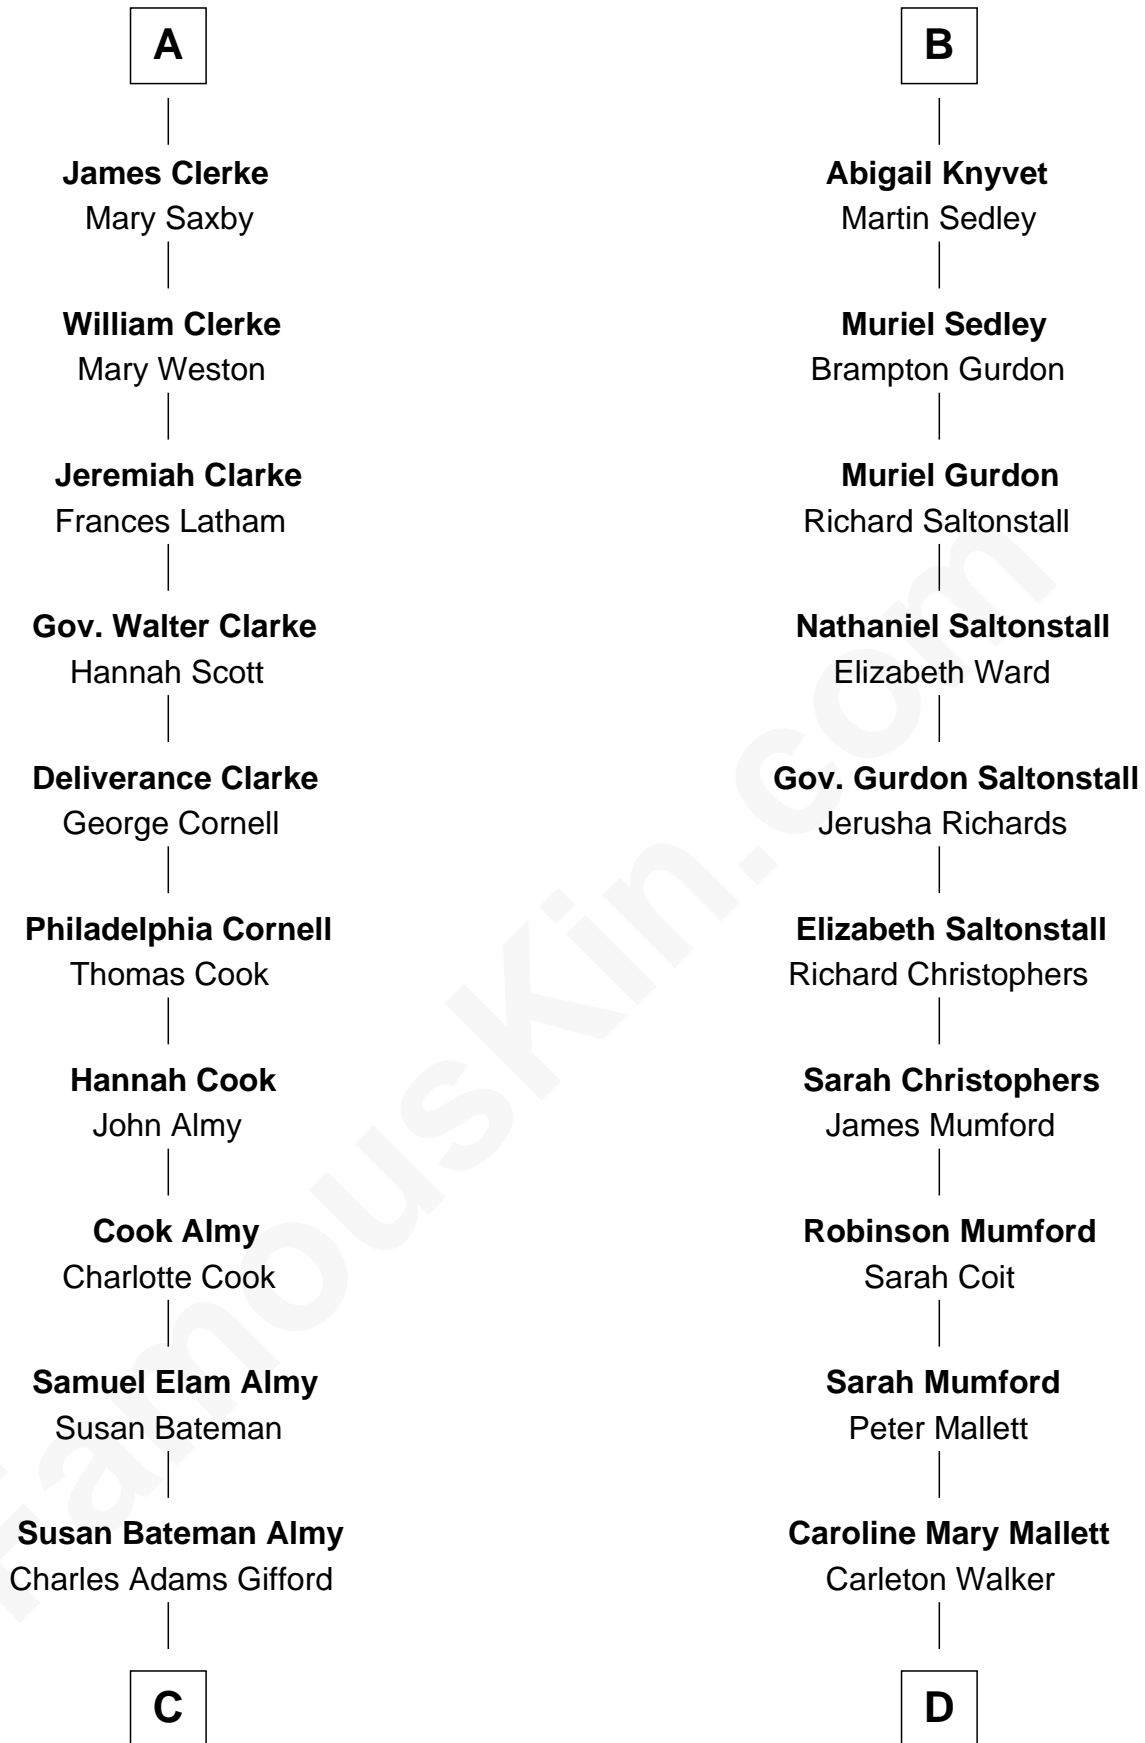 A
James Clerke
Mary Saxby
William Clerke
Mary Weston
Jeremiah Clarke
Frances Latham
Gov. Walter Clarke
Hannah Scott
Deliverance Clarke
George Cornell
Philadelphia Cornell
Thomas Cook
Hannah Cook
John Almy
Cook Almy
Charlotte Cook
Samuel Elam Almy
Susan Bateman
Susan Bateman Almy
Charles Adams Gifford
C
B
Abigail Knyvet
Martin Sedley
Muriel Sedley
Brampton Gurdon
Muriel Gurdon
Richard Saltonstall
Nathaniel Saltonstall
Elizabeth Ward
Gov. Gurdon Saltonstall
Jerusha Richards
Elizabeth Saltonstall
Richard Christophers
Sarah Christophers
James Mumford
Robinson Mumford
Sarah Coit
Sarah Mumford
Peter Mallett
Caroline Mary Mallett
Carleton Walker
D
FamousKin.com